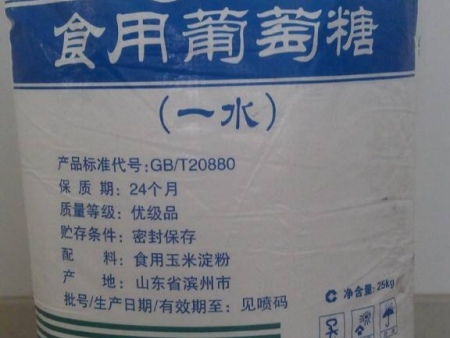 食用葡萄糖
(一水)
产品标准代号:GB/T20880
保质期:24个月
质量等级:优级品
贮存条件:密封保存
配料:食用玉米淀粉
产地:山东省滨州市
批号/生产日期/有效期至:见喷码
净含量:25kg